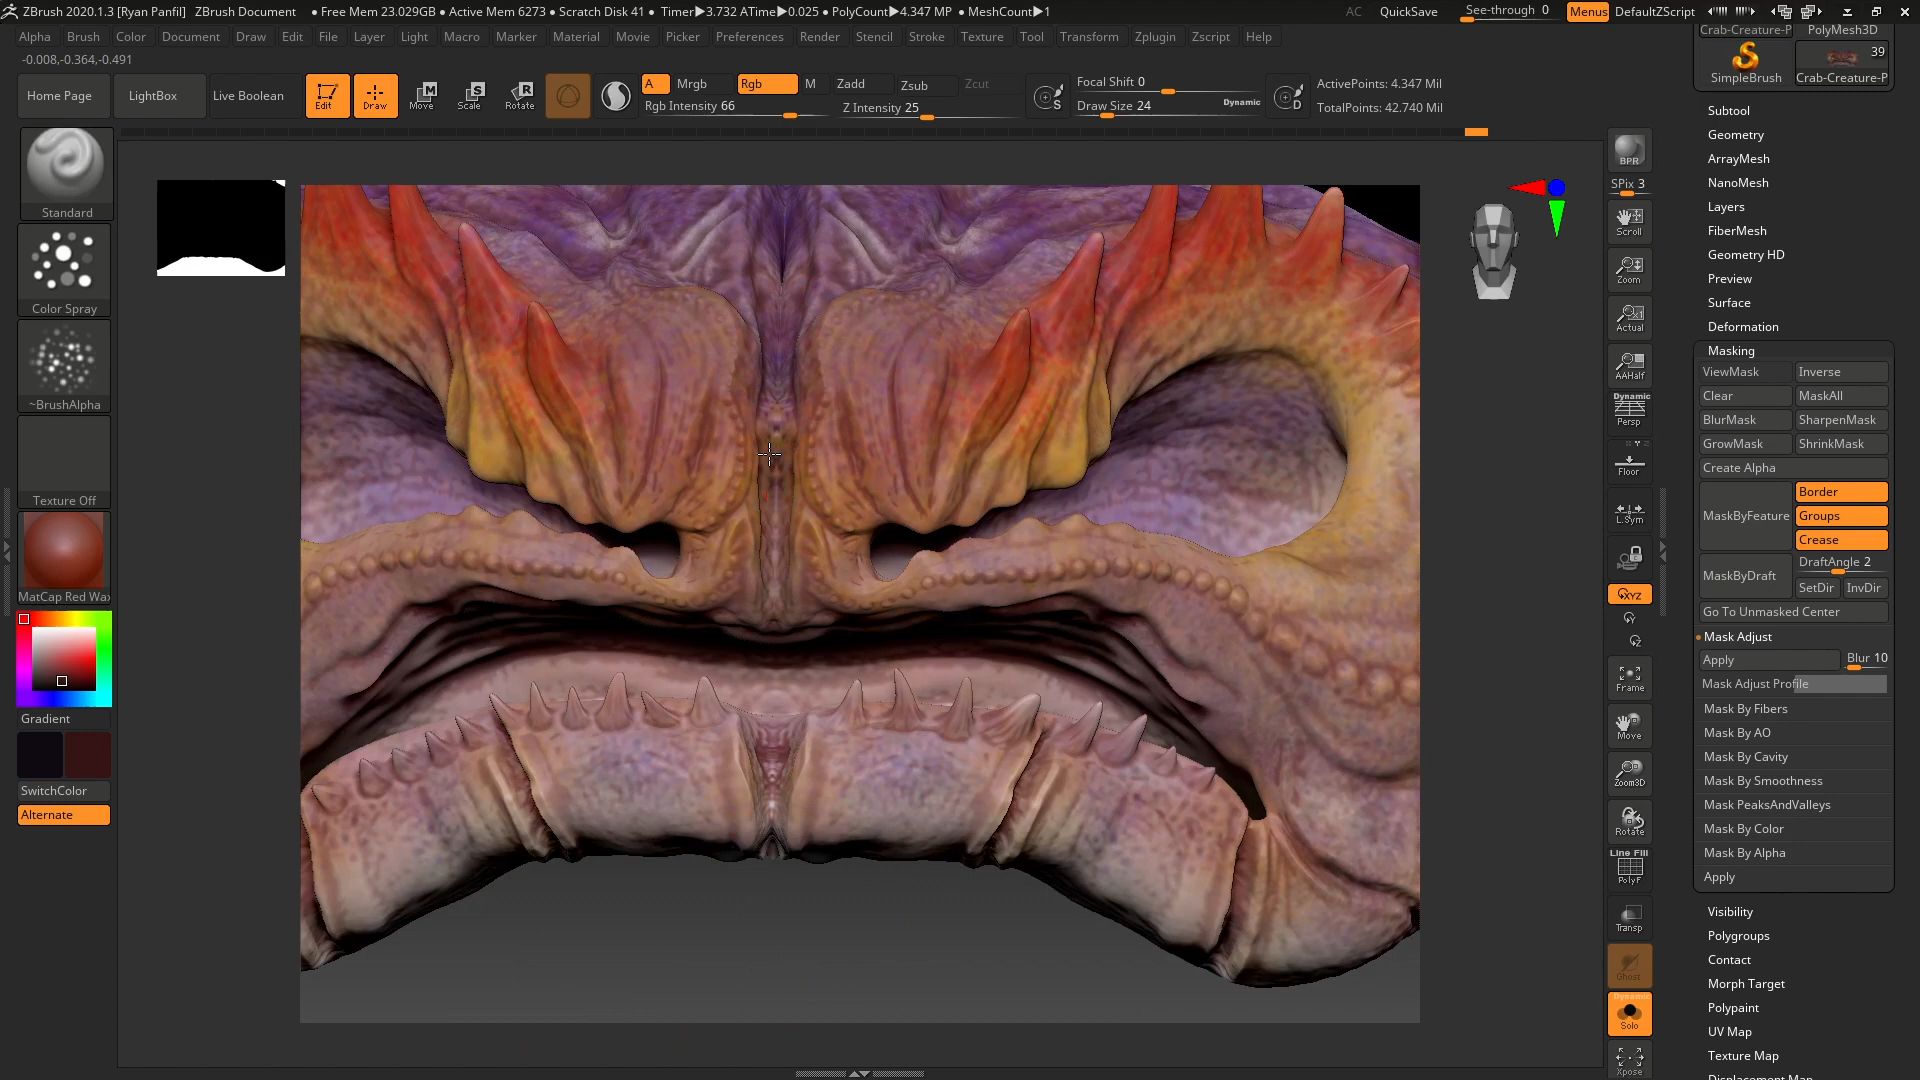 ZBrush 2020.1.3 [Ryan Panfil] ZBrush Document • Free Mem 23.029GB • Active Mem 6273 • Scratch Disk 41 • Timer▶3.732 ATime▶0.025 • PolyCount▶4.347 MP • MeshCount▶1 AC QuickSave See-through 0 Menus DefaultZScript
Alpha Brush Color Document Draw Edit File Layer Light Macro Marker Material Movie Picker Preferences Render Stencil Stroke Texture Tool Transform Zplugin Zscript Help
-0.008,-0.364,-0.491
Home Page LightBox Live Boolean Edit Draw Move Scale Rotate
A Mrgb Rgb M Zadd Zsub Zcut
Rgb Intensity 66 Z Intensity 25
Focal Shift 0
Draw Size 24 Dynamic
ActivePoints: 4.347 Mil
TotalPoints: 42.740 Mil
Standard
Color Spray
~BrushAlpha
Texture Off
MatCap Red Wax
Gradient
SwitchColor
Alternate
BPR
SPix 3
Scroll
Zoom
Actual
AAHalf
Dynamic
Persp
Floor
L.Sym
XYZ
Y
Z
Frame
Move
Zoom3D
Rotate
Line Fill
PolyF
Transp
Ghost
Dynamic
Solo
Xpose
Crab-Creature-P PolyMesh3D
39
SimpleBrush Crab-Creature-P
Subtool
Geometry
ArrayMesh
NanoMesh
Layers
FiberMesh
Geometry HD
Preview
Surface
Deformation
Masking
ViewMask Inverse
Clear MaskAll
BlurMask SharpenMask
GrowMask ShrinkMask
Create Alpha
MaskByFeature Border
Groups
Crease
MaskByDraft DraftAngle 2
SetDir InvDir
Go To Unmasked Center
Mask Adjust
Apply Blur 10
Mask Adjust Profile
Mask By Fibers
Mask By AO
Mask By Cavity
Mask By Smoothness
Mask PeaksAndValleys
Mask By Color
Mask By Alpha
Apply
Visibility
Polygroups
Contact
Morph Target
Polypaint
UV Map
Texture Map
Displacement Map